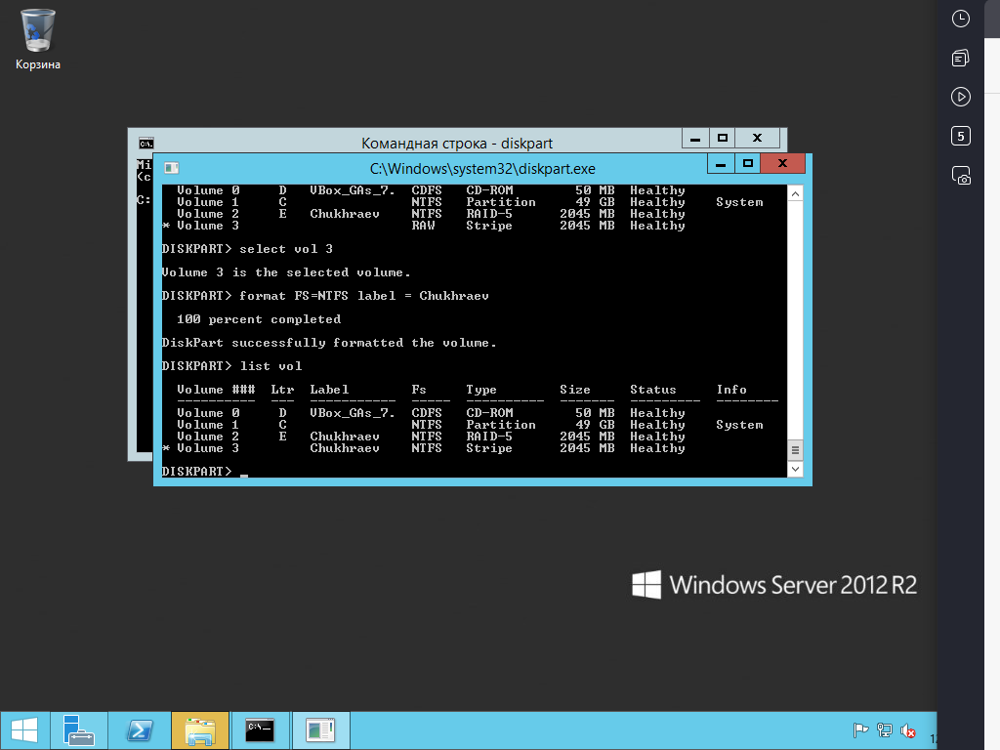 Корзина
Командная строка - diskpart
Mi
(c
C:
C:\Windows\system32\diskpart.exe
Volume 0 D VBox_GAs_7. CDFS CD-ROM 50 MB Healthy
Volume 1 C NTFS Partition 49 GB Healthy System
Volume 2 E Chukhraev NTFS RAID-5 2045 MB Healthy
* Volume 3 RAW Stripe 2045 MB Healthy
DISKPART> select vol 3
Volume 3 is the selected volume.
DISKPART> format FS=NTFS label = Chukhraev
100 percent completed
DiskPart successfully formatted the volume.
DISKPART> list vol
Volume ### Ltr Label Fs Type Size Status Info
---------- --- ----------- ----- ---------- ------- --------- --------
Volume 0 D VBox_GAs_7. CDFS CD-ROM 50 MB Healthy
Volume 1 C NTFS Partition 49 GB Healthy System
Volume 2 E Chukhraev NTFS RAID-5 2045 MB Healthy
* Volume 3 Chukhraev NTFS Stripe 2045 MB Healthy
DISKPART> _
Windows Server 2012 R2
5
C:\_